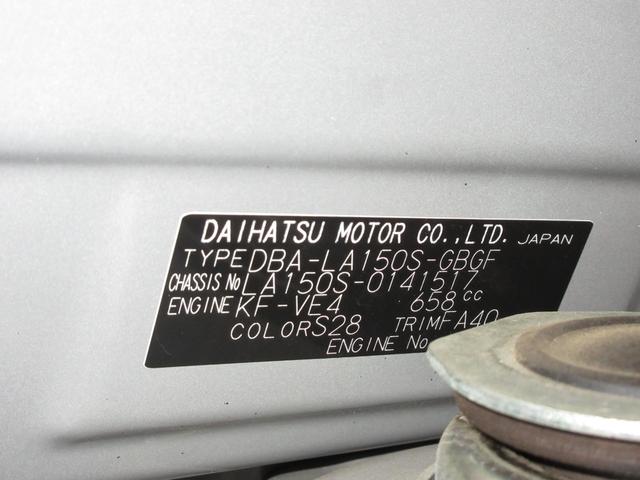 DAIHATSU MOTOR CO.,LTD. JAPAN
TYPE DBA-LA150S-GBGF
CHASSIS No LA150S-0141517
ENGINE KF-VE4 658cc
COLOR S28 TRIM FA40
ENGINE No.